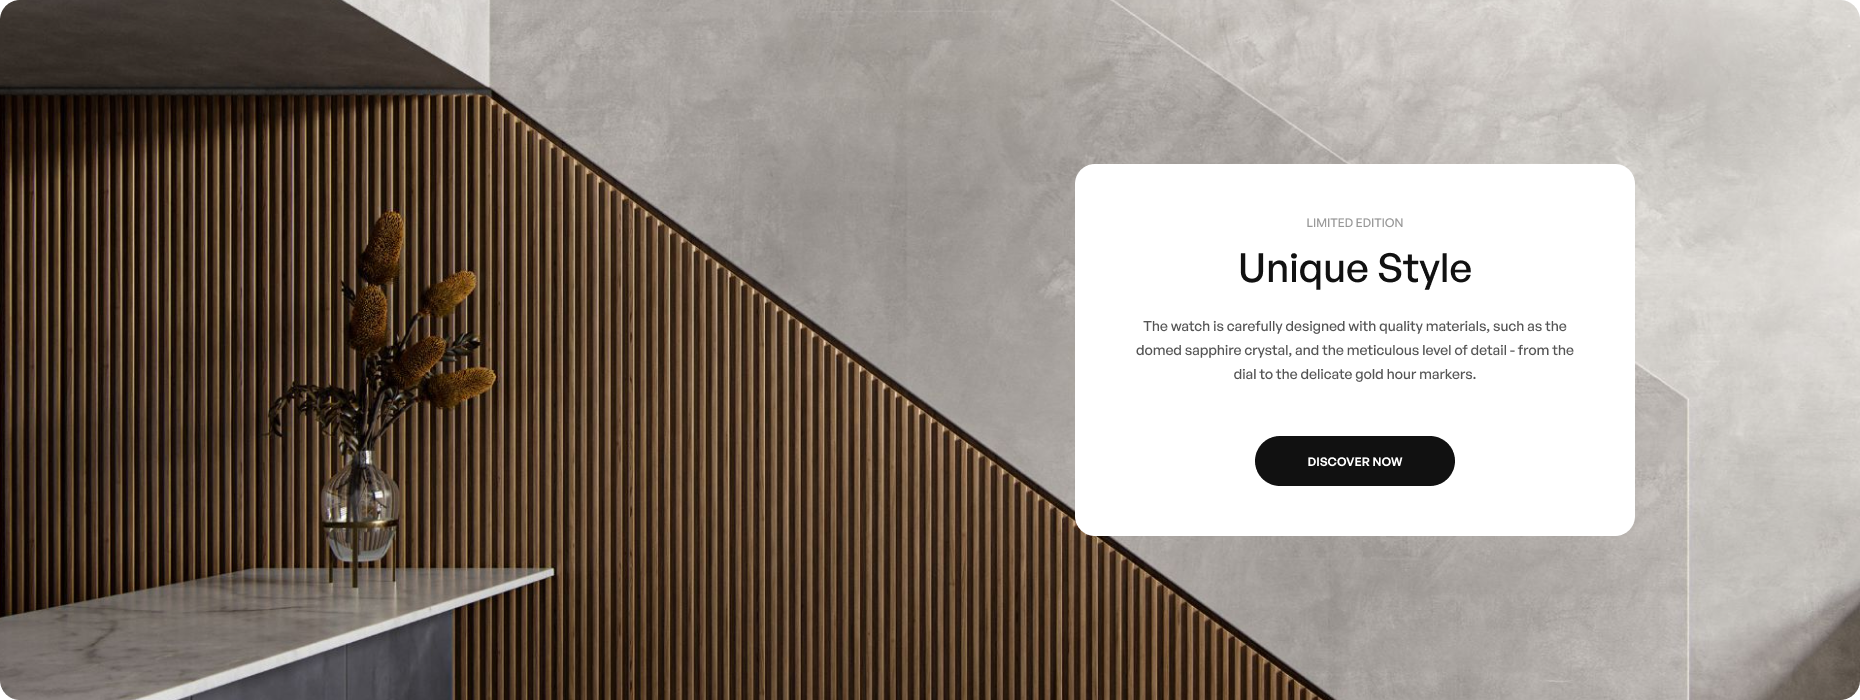 LIMITED EDITION
Unique Style
The watch is carefully designed with quality materials, such as the
domed sapphire crystal, and the meticulous level of detail - from the
dial to the delicate gold hour markers.
DISCOVER NOW